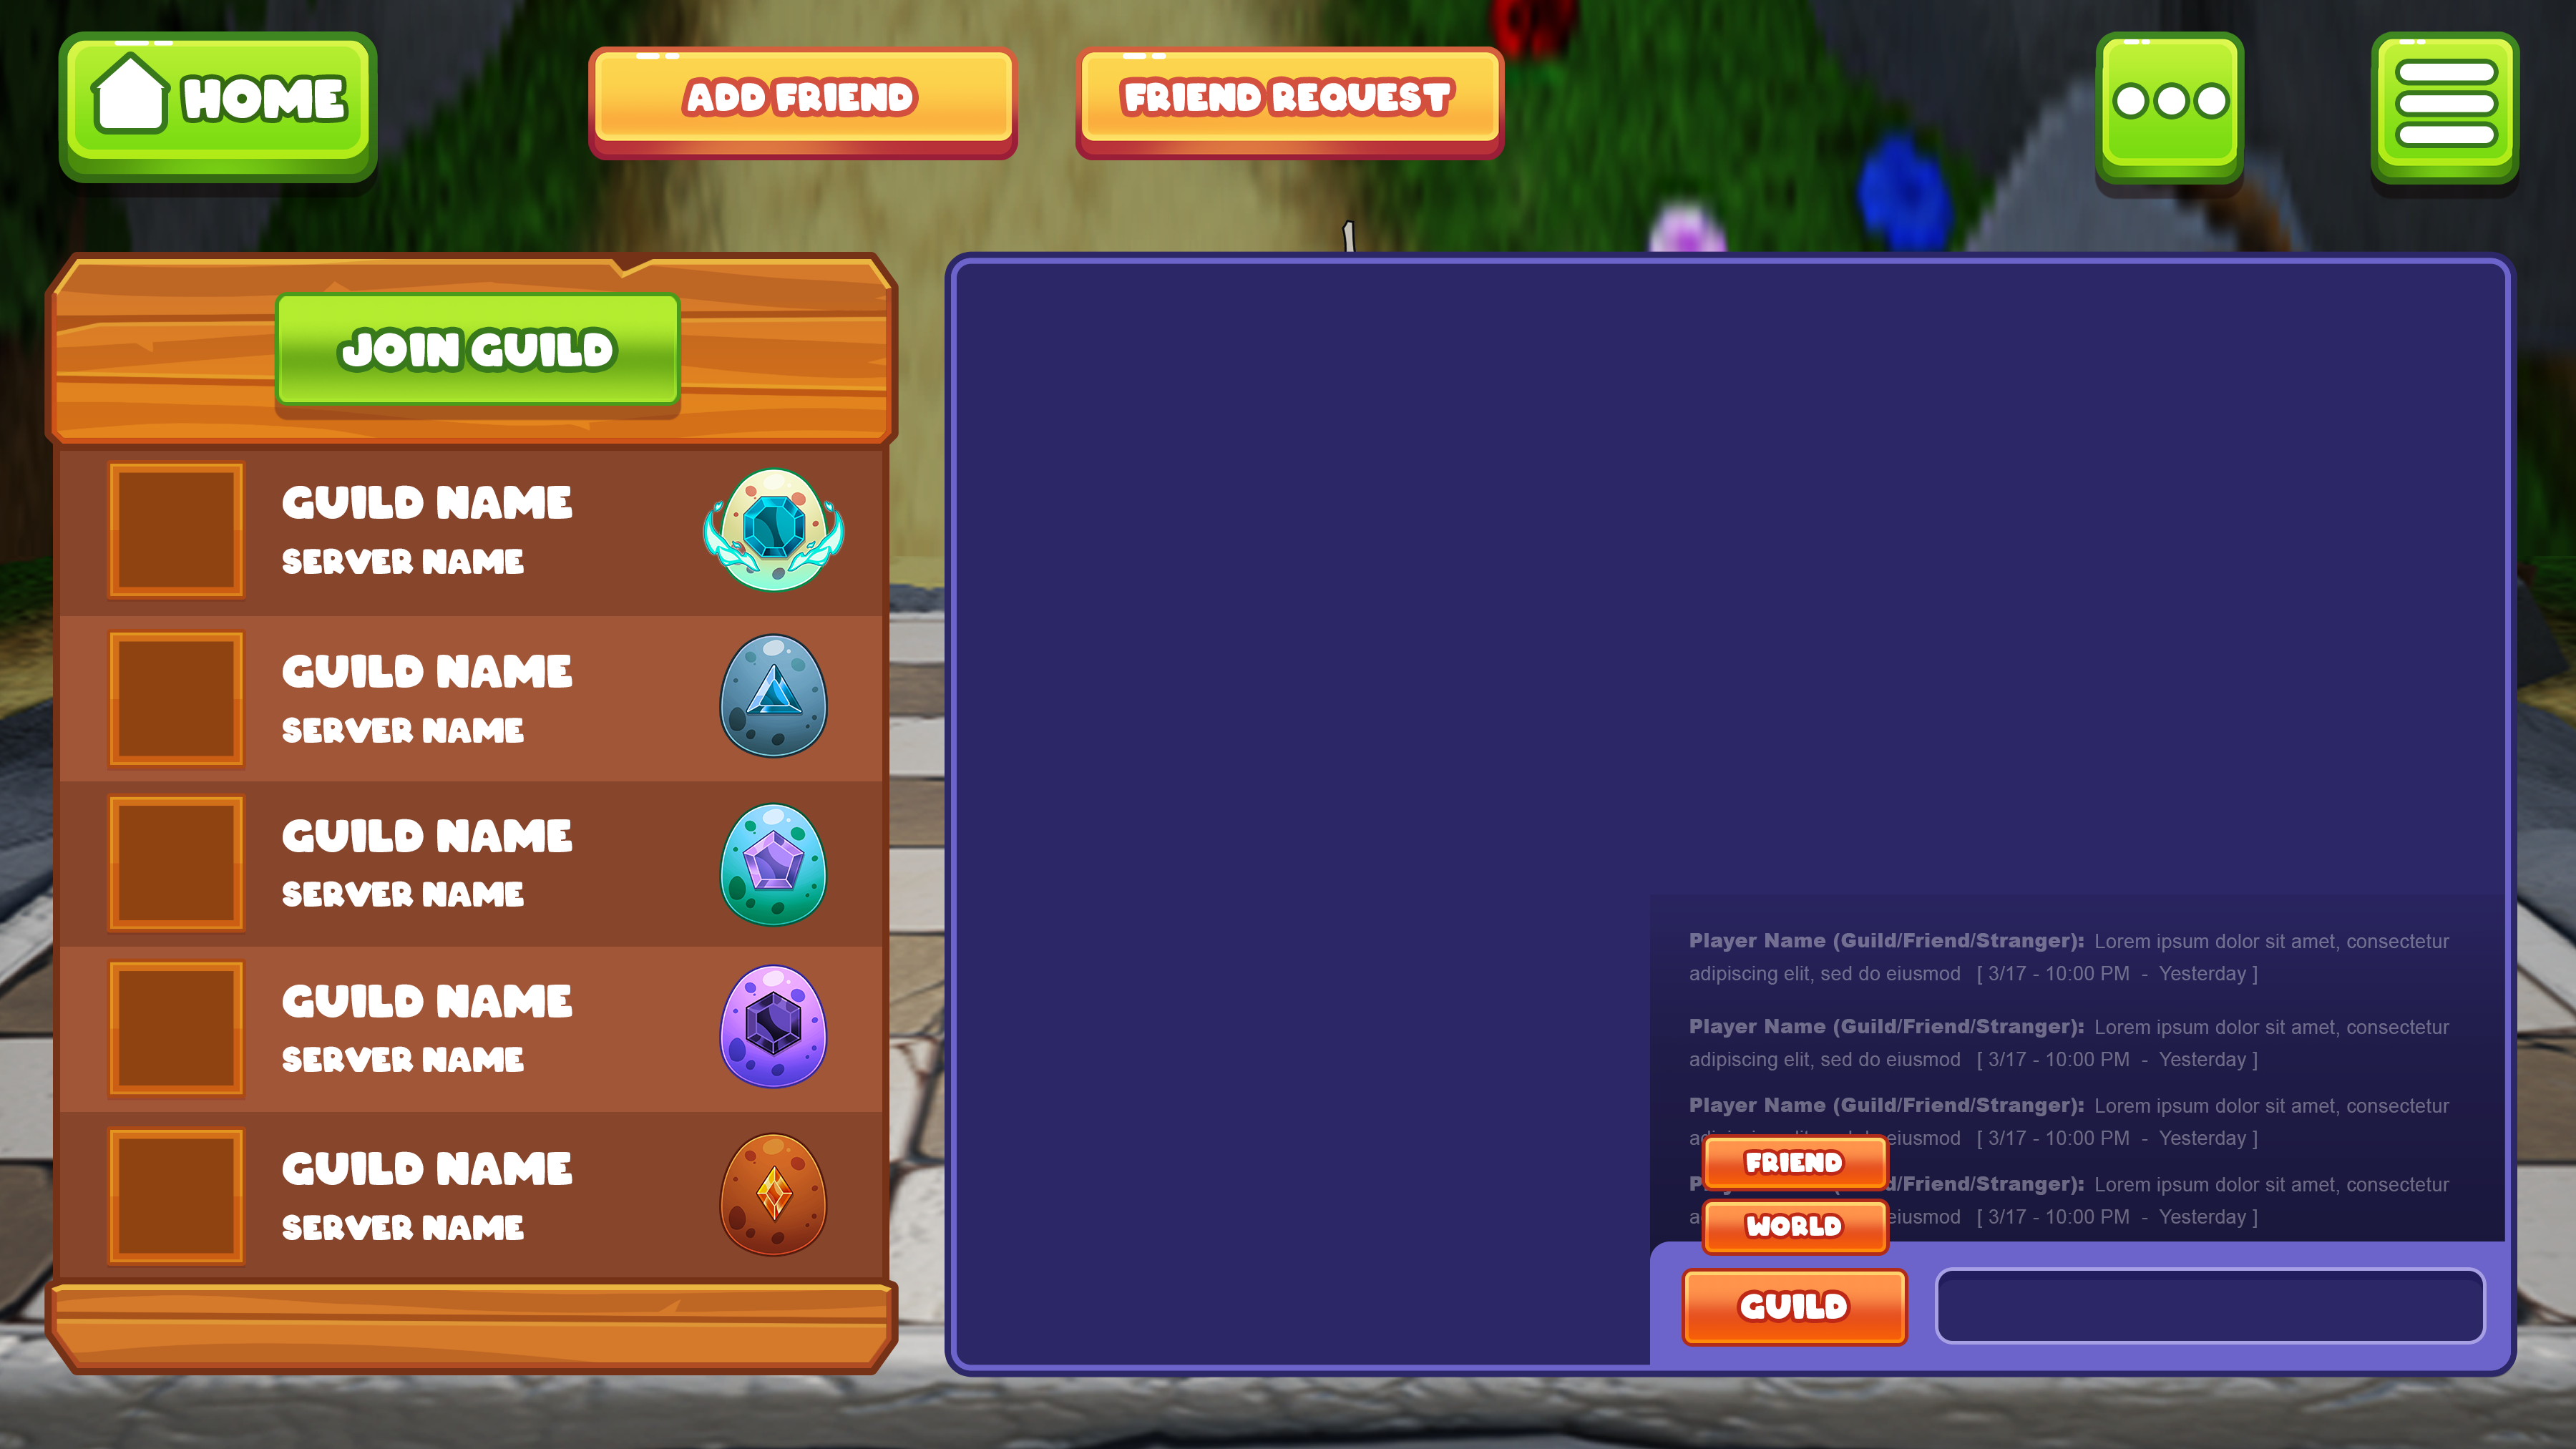 HOME
ADD FRIEND
FRIEND REQUEST
JOIN GUILD
GUILD NAME
SERVER NAME
GUILD NAME
SERVER NAME
GUILD NAME
SERVER NAME
GUILD NAME
SERVER NAME
GUILD NAME
SERVER NAME
Player Name (Guild/Friend/Stranger): Lorem ipsum dolor sit amet, consectetur
adipiscing elit, sed do eiusmod [ 3/17 - 10:00 PM - Yesterday ]
Player Name (Guild/Friend/Stranger): Lorem ipsum dolor sit amet, consectetur
adipiscing elit, sed do eiusmod [ 3/17 - 10:00 PM - Yesterday ]
Player Name (Guild/Friend/Stranger): Lorem ipsum dolor sit amet, consectetur
eiusmod [ 3/17 - 10:00 PM - Yesterday ]
FRIEND
/Friend/Stranger): Lorem ipsum dolor sit amet, consectetur
eiusmod [ 3/17 - 10:00 PM - Yesterday ]
WORLD
GUILD